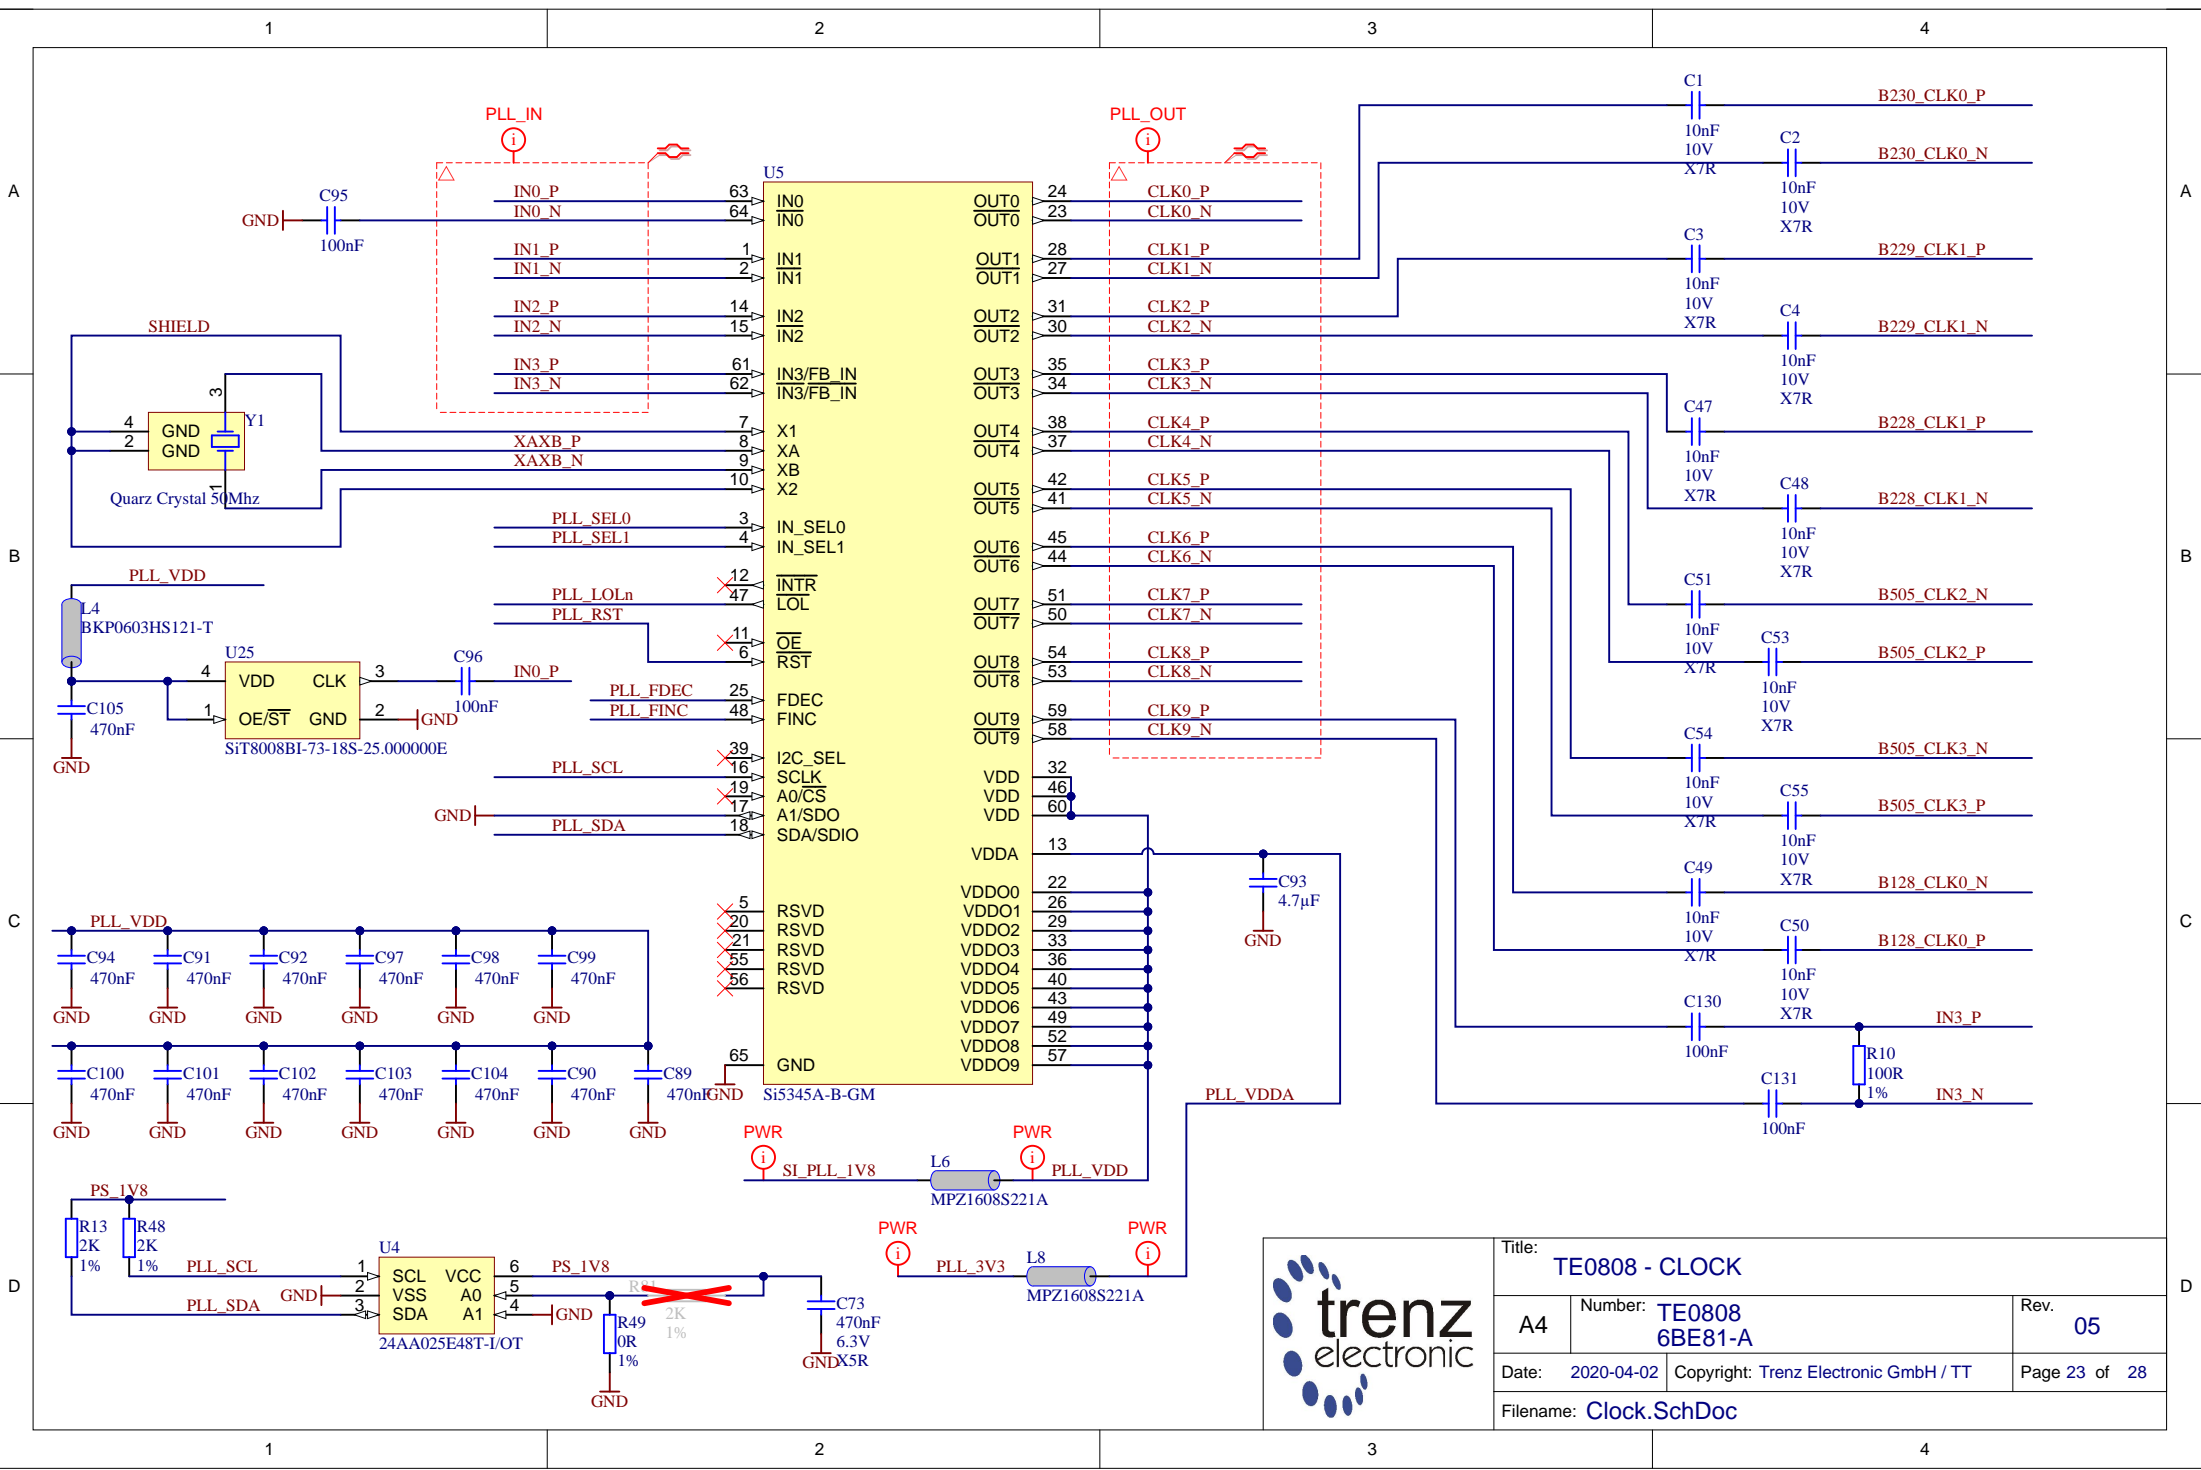 1 2 3 4
A A
B B
C C
D D
1 2 3 4
PLL_IN
PLL_OUT
C95
GND
100nF
IN0_P
IN0_N
IN1_P
IN1_N
IN2_P
IN2_N
IN3_P
IN3_N
SHIELD
Y1
3
4 GND
2 GND
1
Quarz Crystal 50Mhz
XAXB_P
XAXB_N
PLL_SEL0
PLL_SEL1
PLL_LOLn
PLL_RST
PLL_FDEC
PLL_FINC
PLL_SCL
GND
PLL_SDA
PLL_VDD
L4
BKP0603HS121-T
U25
4 VDD CLK 3
1 OE/ST GND 2
GND
SiT8008BI-73-18S-25.000000E
C96
100nF
IN0_P
C105
470nF
GND
U5
63 IN0
64 IN0
1 IN1
2 IN1
14 IN2
15 IN2
61 IN3/FB_IN
62 IN3/FB_IN
7 X1
8 XA
9 XB
10 X2
3 IN_SEL0
4 IN_SEL1
12 INTR
47 LOL
11 OE
6 RST
25 FDEC
48 FINC
39 I2C_SEL
16 SCLK
19 A0/CS
17 A1/SDO
18 SDA/SDIO
5 RSVD
20 RSVD
21 RSVD
55 RSVD
56 RSVD
65 GND
GND
Si5345A-B-GM
OUT0 24 CLK0_P
OUT0 23 CLK0_N
OUT1 28 CLK1_P
OUT1 27 CLK1_N
OUT2 31 CLK2_P
OUT2 30 CLK2_N
OUT3 35 CLK3_P
OUT3 34 CLK3_N
OUT4 38 CLK4_P
OUT4 37 CLK4_N
OUT5 42 CLK5_P
OUT5 41 CLK5_N
OUT6 45 CLK6_P
OUT6 44 CLK6_N
OUT7 51 CLK7_P
OUT7 50 CLK7_N
OUT8 54 CLK8_P
OUT8 53 CLK8_N
OUT9 59 CLK9_P
OUT9 58 CLK9_N
VDD 32
VDD 46
VDD 60
VDDA 13
VDDO0 22
VDDO1 26
VDDO2 29
VDDO3 33
VDDO4 36
VDDO5 40
VDDO6 43
VDDO7 49
VDDO8 52
VDDO9 57
C93
4.7µF
GND
C1
10nF
10V
X7R
B230_CLK0_P
C2
10nF
10V
X7R
B230_CLK0_N
C3
10nF
10V
X7R
B229_CLK1_P
C4
10nF
10V
X7R
B229_CLK1_N
C47
10nF
10V
X7R
B228_CLK1_P
C48
10nF
10V
X7R
B228_CLK1_N
C51
10nF
10V
X7R
B505_CLK2_N
C53
10nF
10V
X7R
B505_CLK2_P
C54
10nF
10V
X7R
B505_CLK3_N
C55
10nF
10V
X7R
B505_CLK3_P
C49
10nF
10V
X7R
B128_CLK0_N
C50
10nF
10V
X7R
B128_CLK0_P
C130
100nF
IN3_P
R10
100R
1%
C131
100nF
IN3_N
PLL_VDD
C94 C91 C92 C97 C98 C99
470nF 470nF 470nF 470nF 470nF 470nF
GND GND GND GND GND GND
C100 C101 C102 C103 C104 C90 C89
470nF 470nF 470nF 470nF 470nF 470nF 470nF
GND GND GND GND GND GND GND
PWR PWR
SI_PLL_1V8 L6 PLL_VDD
MPZ1608S221A
PLL_VDDA
PWR PWR
PLL_3V3 L8
MPZ1608S221A
PS_1V8
R13
2K
1%
R48
2K
1%
PLL_SCL
GND
PLL_SDA
U4
1 SCL VCC 6
2 VSS A0 5
3 SDA A1 4
24AA025E48T-I/OT
PS_1V8
GND
R81
2K
1%
R49
0R
1%
GND
C73
470nF
6.3V
X5R
GND
trenz
electronic
Title:
TE0808 - CLOCK
A4
Number: TE0808
6BE81-A
Rev.
05
Date: 2020-04-02 Copyright: Trenz Electronic GmbH / TT Page 23 of 28
Filename: Clock.SchDoc